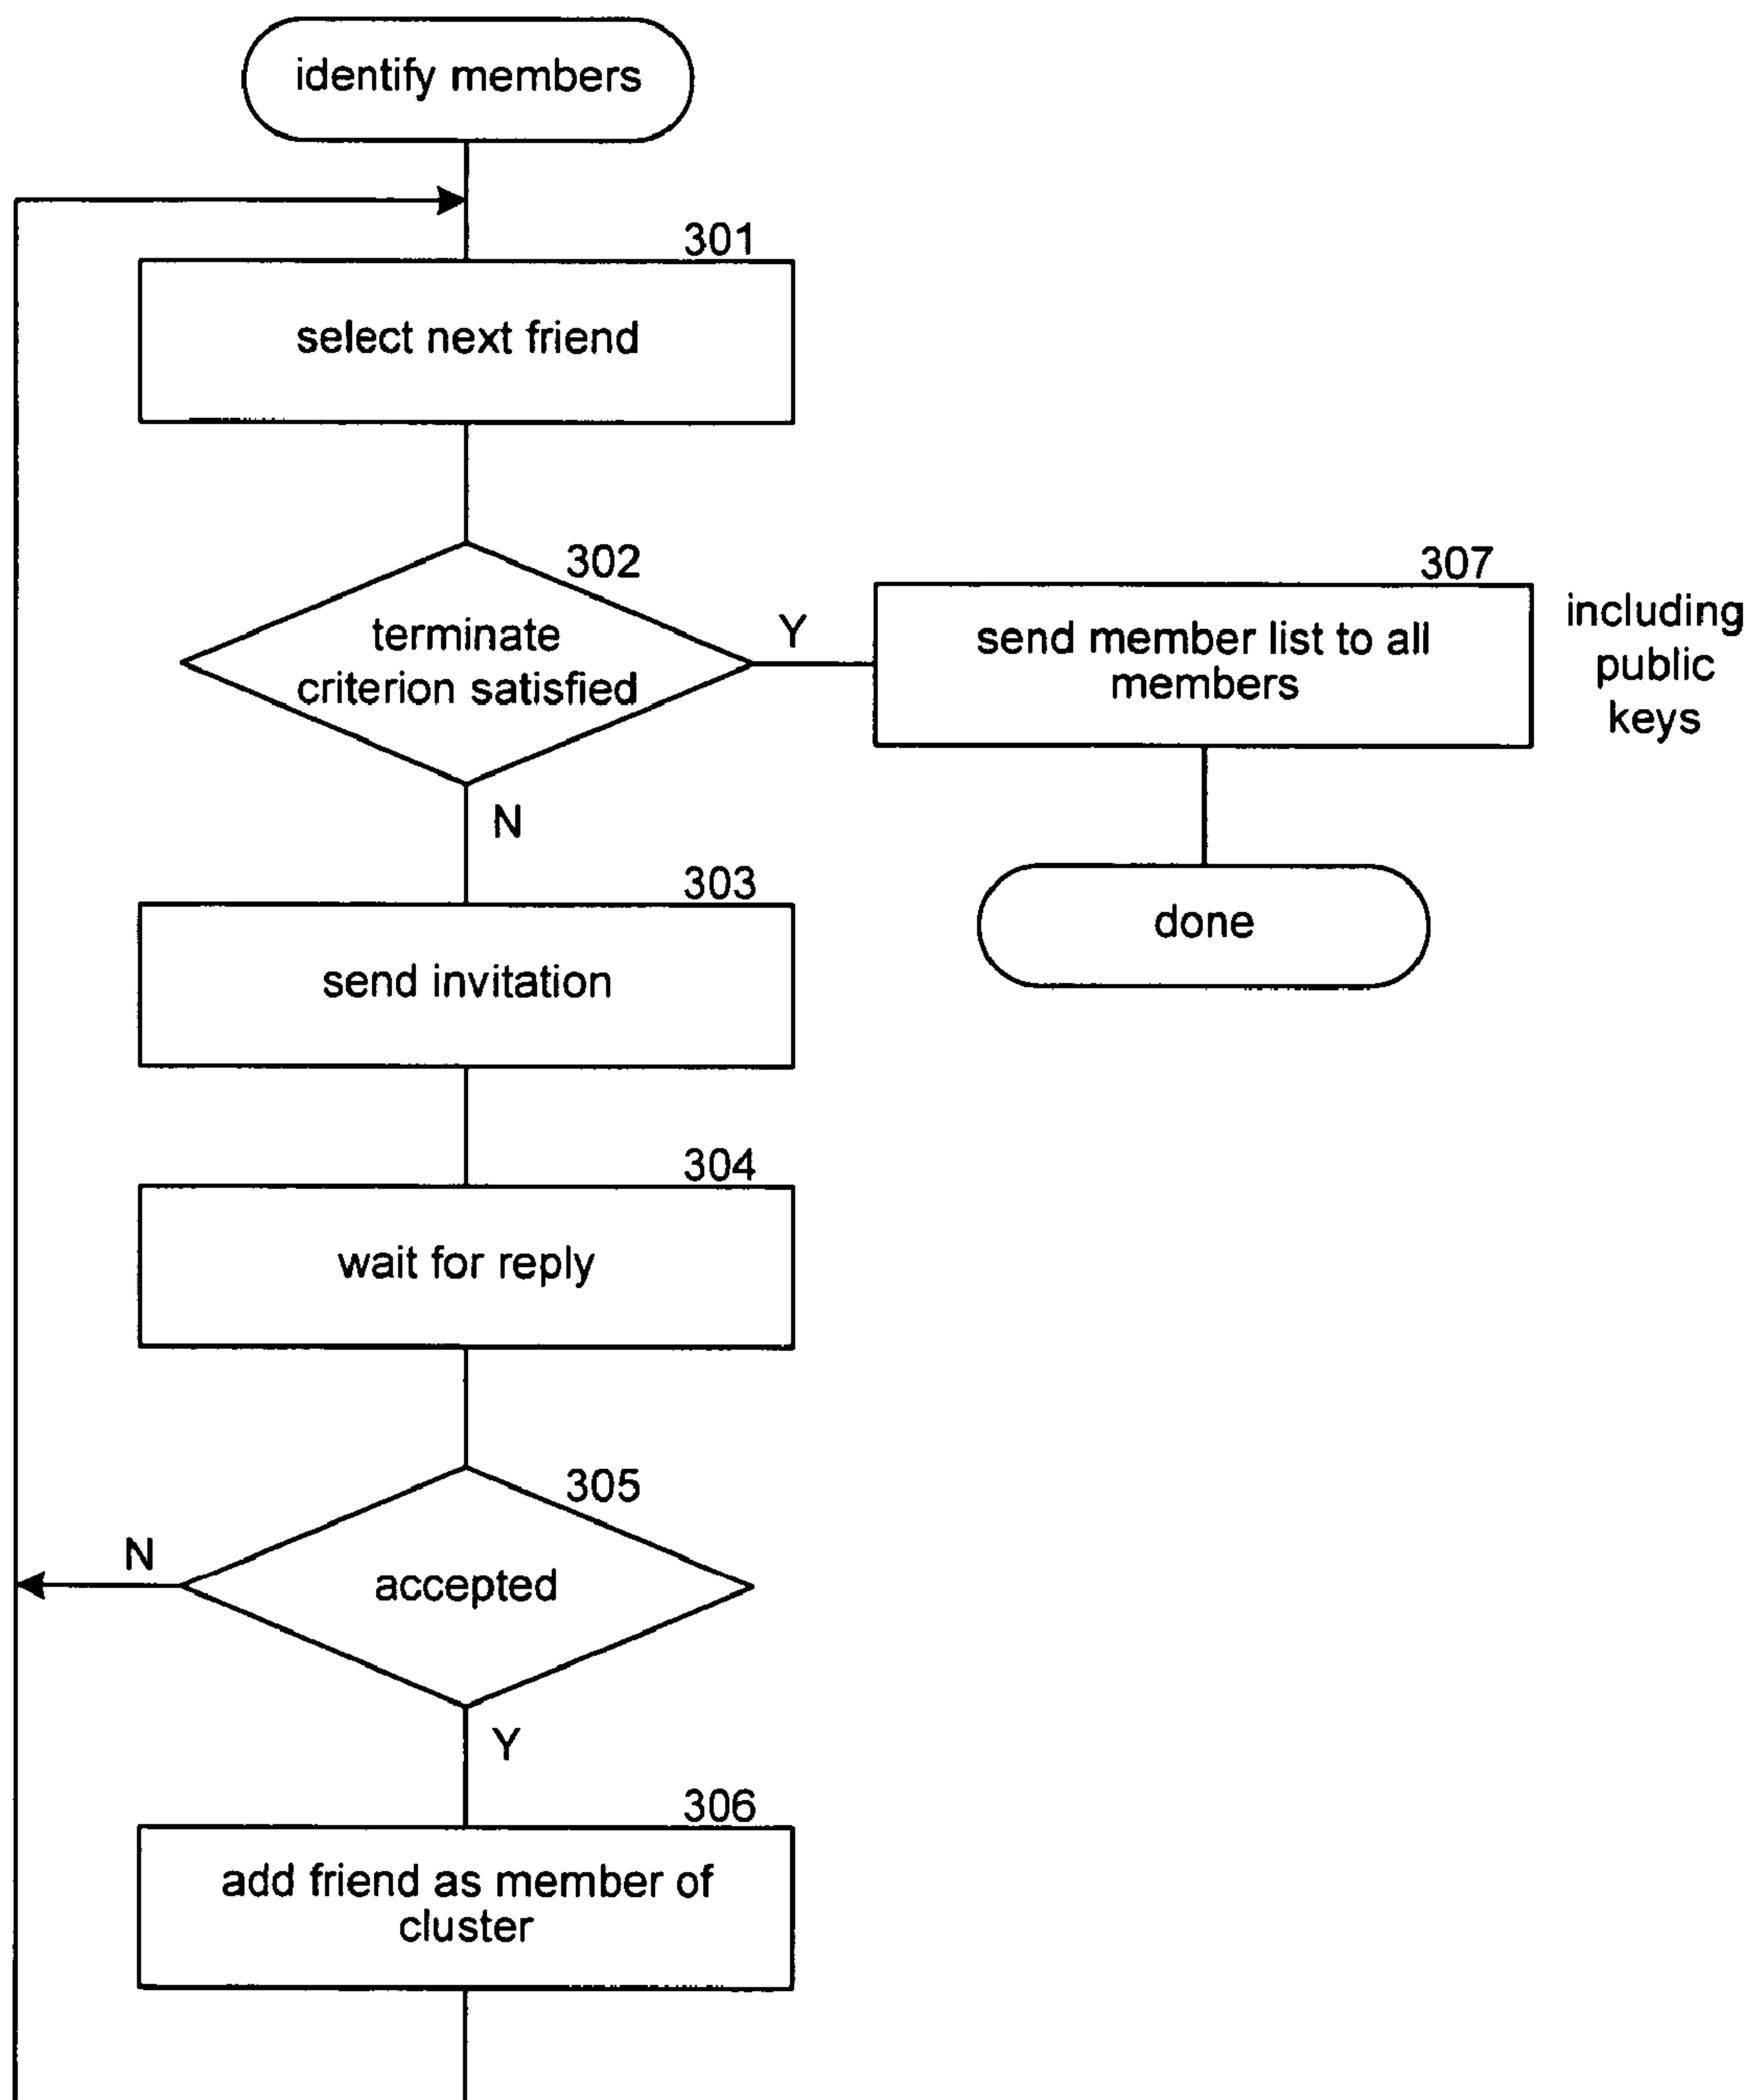 identify members
301
select next friend
302
terminate
criterion satisfied
Y
307
send member list to all
members
including
public
keys
N
303
send invitation
done
304
wait for reply
305
N
accepted
Y
306
add friend as member of
cluster